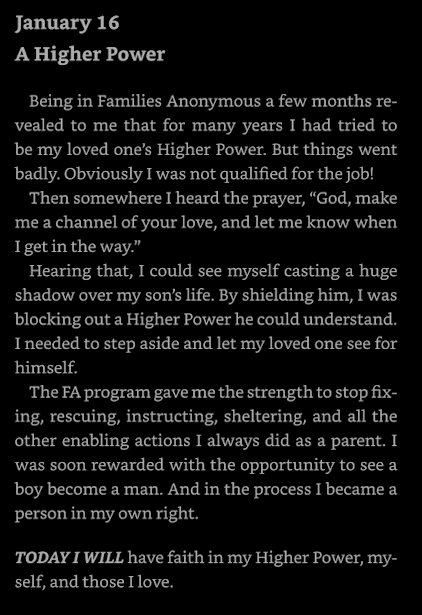 January 16
A Higher Power
Being in Families Anonymous a few months re-
vealed to me that for many years I had tried to
be my loved one’s Higher Power. But things went
badly. Obviously I was not qualified for the job!
Then somewhere I heard the prayer, “God, make
me a channel of your love, and let me know when
I get in the way.”
Hearing that, I could see myself casting a huge
shadow over my son’s life. By shielding him, I was
blocking out a Higher Power he could understand.
I needed to step aside and let my loved one see for
himself.
The FA program gave me the strength to stop fix-
ing, rescuing, instructing, sheltering, and all the
other enabling actions I always did as a parent. I
was soon rewarded with the opportunity to see a
boy become a man. And in the process I became a
person in my own right.
TODAY I WILL have faith in my Higher Power, my-
self, and those I love.